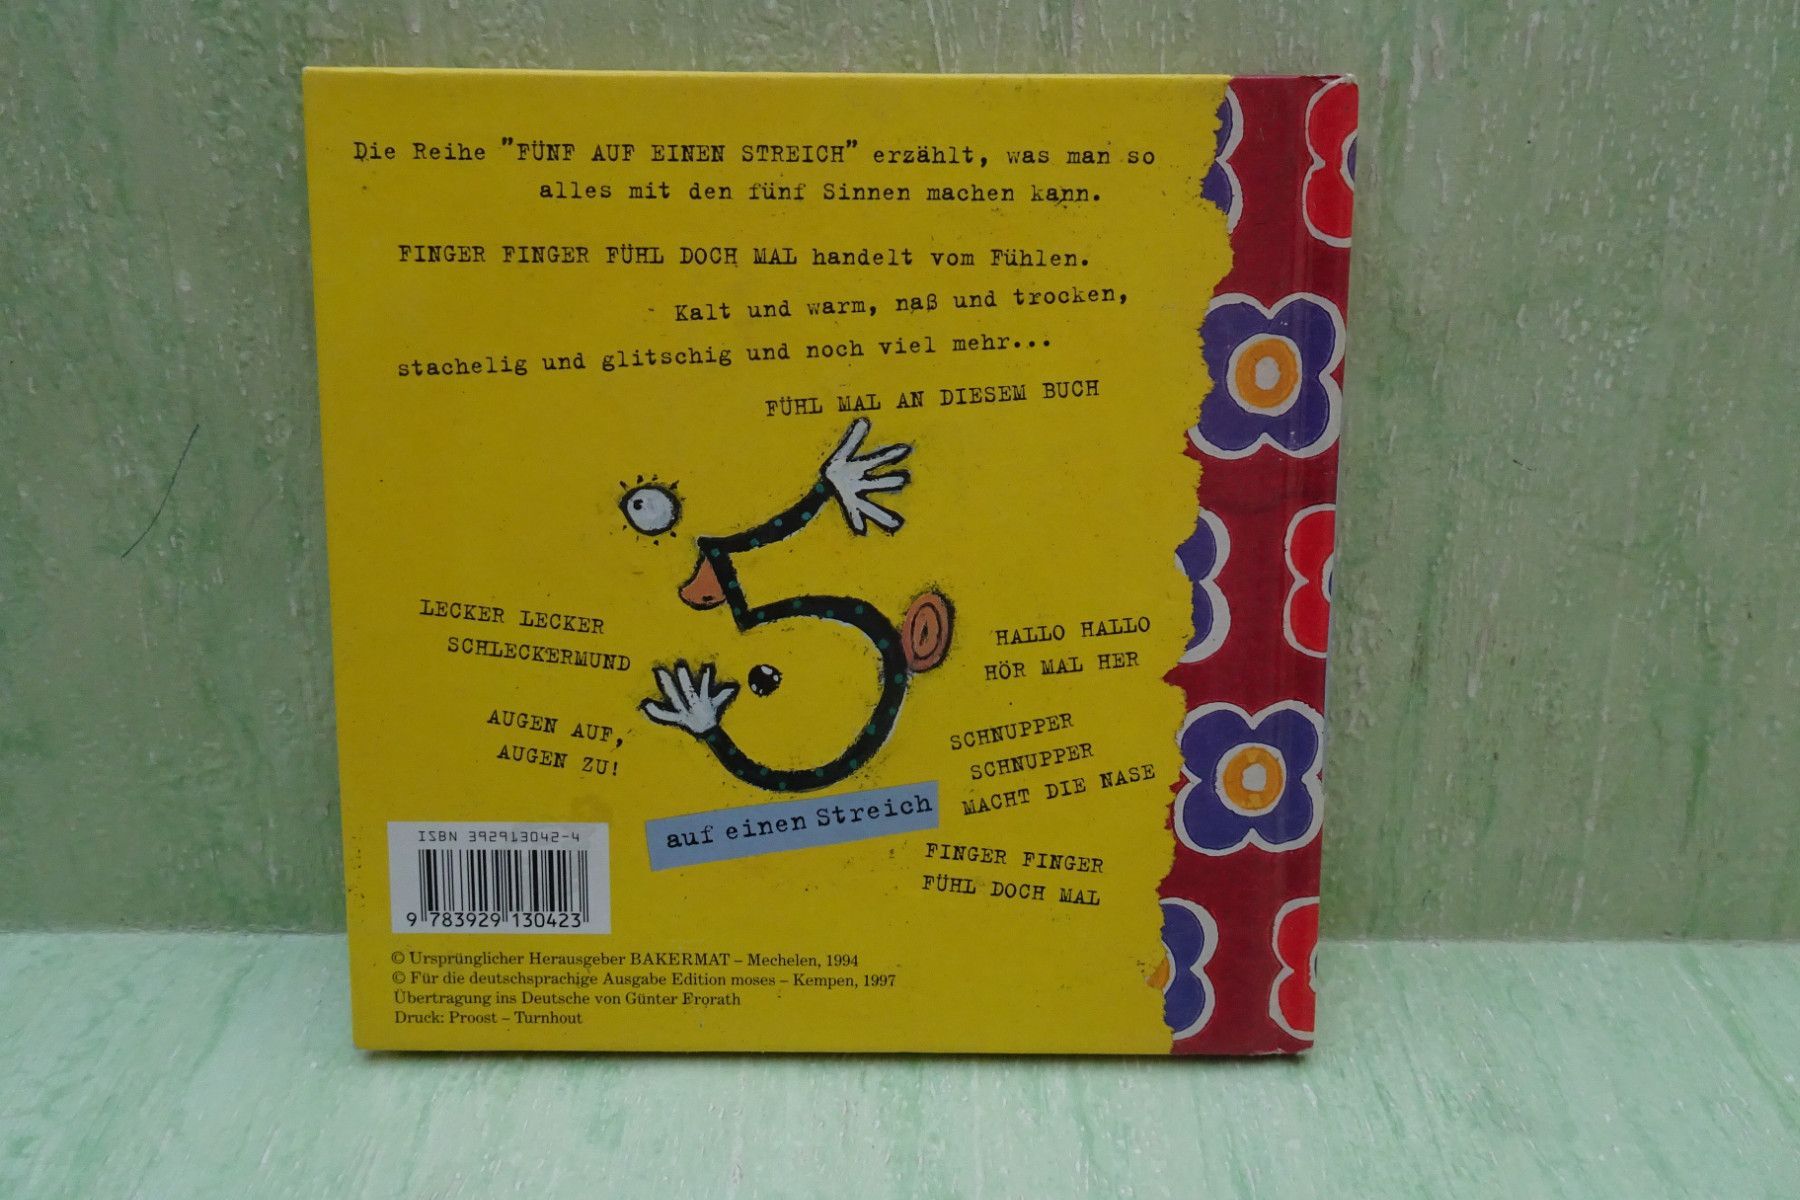 Die Reihe "FÜNF AUF EINEN STREICH" erzählt, was man so
alles mit den fünf Sinnen machen kann.
FINGER FINGER FÜHL DOCH MAL handelt vom Fühlen.
Kalt und warm, naß und trocken,
stachelig und glitschig und noch viel mehr...
FÜHL MAL AN DIESEM BUCH
LECKER LECKER
SCHLECKERMUND
AUGEN AUF,
AUGEN ZU!
5
auf einen Streich
HALLO HALLO
HÖR MAL HER
SCHNUPPER
SCHNUPPER
MACHT DIE NASE
FINGER FINGER
FÜHL DOCH MAL
ISBN 392913042-4
9 783929 130423
© Ursprünglicher Herausgeber BAKERMAT – Mechelen, 1994
© Für die deutschsprachige Ausgabe Edition moses – Kempen, 1997
Übertragung ins Deutsche von Günter Frorath
Druck: Proost – Turnhout